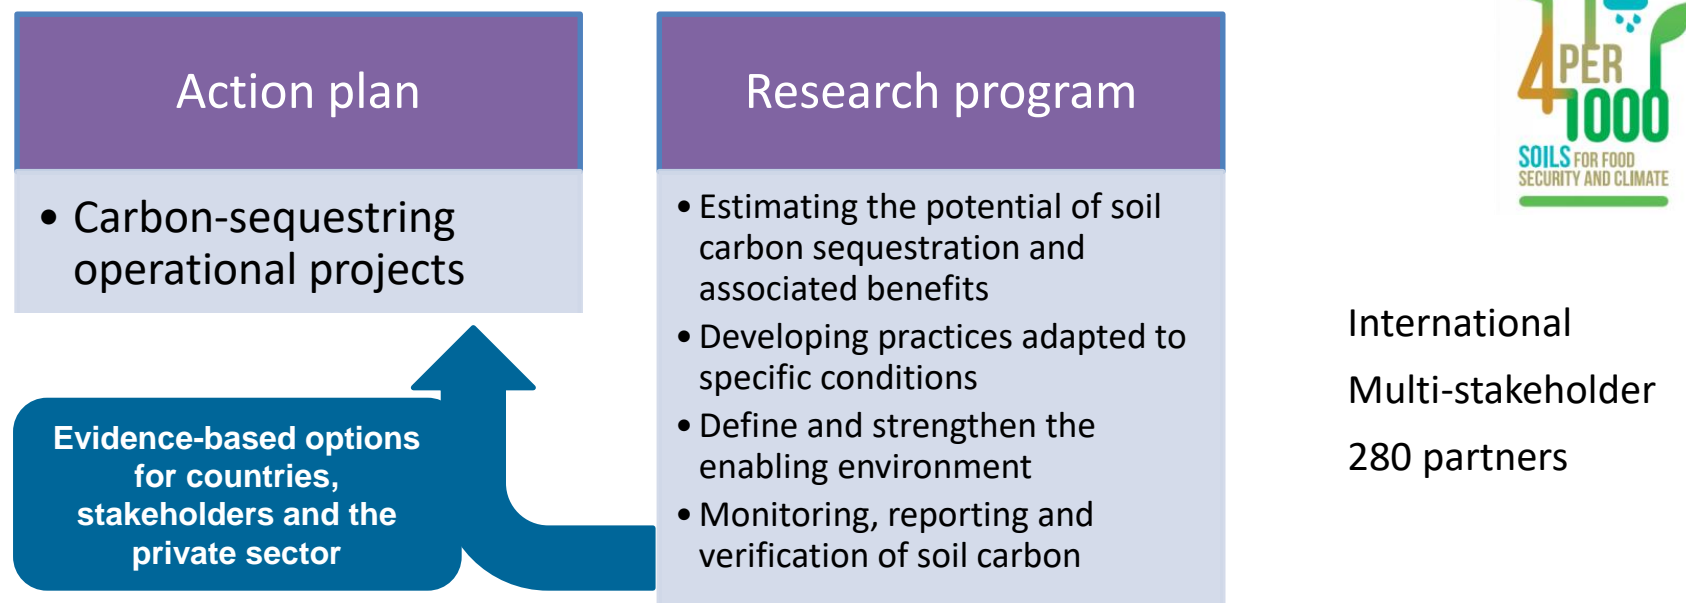 Action plan
• Carbon-sequestring
operational projects
Evidence-based options
for countries,
stakeholders and the
private sector
Research program
• Estimating the potential of soil
carbon sequestration and
associated benefits
• Developing practices adapted to
specific conditions
• Define and strengthen the
enabling environment
• Monitoring, reporting and
verification of soil carbon
4 PER
1000
SOILS FOR FOOD
SECURITY AND CLIMATE
International
Multi-stakeholder
280 partners